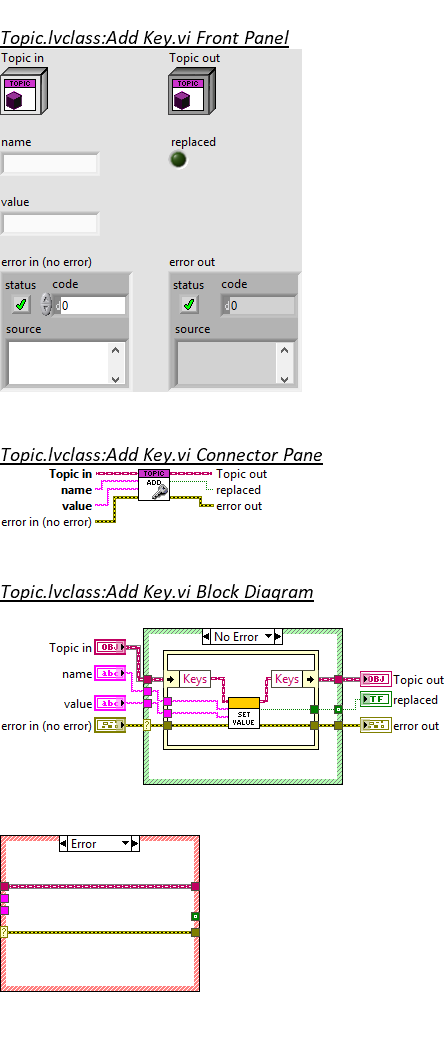 Topic.lvclass:Add Key.vi Front Panel
Topic in Topic out
TOPIC TOPIC
name replaced
value
error in (no error) error out
status code status code
0 d 0
source source
Topic.lvclass:Add Key.vi Connector Pane
Topic in TOPIC Topic out
name ADD replaced
value error out
error in (no error)
Topic.lvclass:Add Key.vi Block Diagram
No Error
Topic in OBJ Keys Keys OBJ Topic out
name abc TF replaced
value abc SET VALUE
error in (no error) ? error out
Error
?